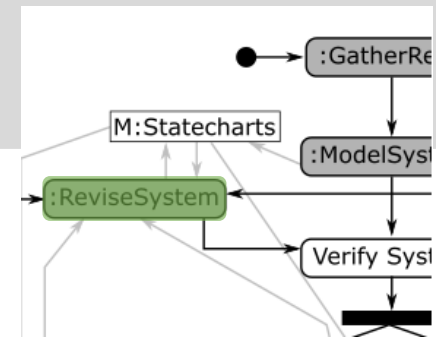 :GatherRe
M:Statecharts
:ModelSyst
:ReviseSystem
Verify Syst